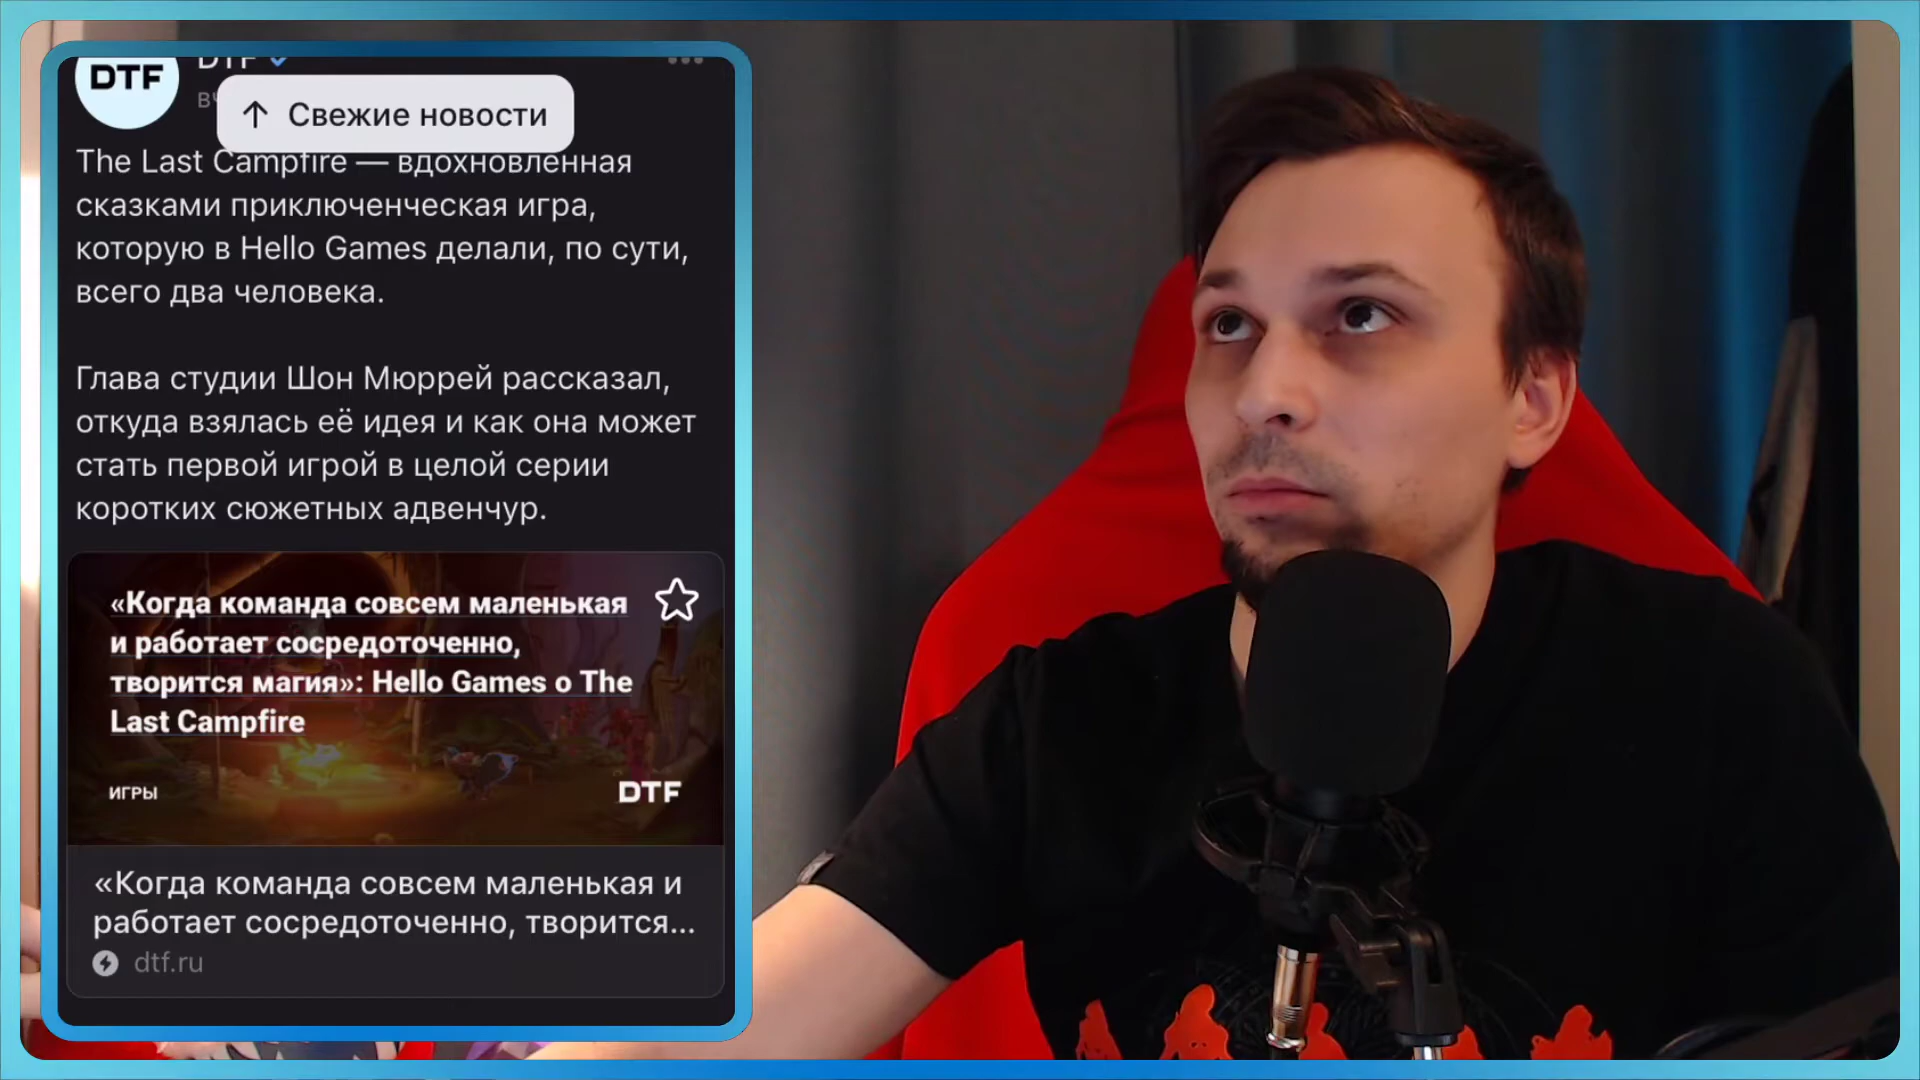 DTF
DTF
Свежие новости
The Last Campfire — вдохновленная
сказками приключенческая игра,
которую в Hello Games делали, по сути,
всего два человека.
Глава студии Шон Мюррей рассказал,
откуда взялась её идея и как она может
стать первой игрой в целой серии
коротких сюжетных адвенчур.
«Когда команда совсем маленькая
и работает сосредоточенно,
творится магия»: Hello Games о The
Last Campfire
ИГРЫ
DTF
«Когда команда совсем маленькая и
работает сосредоточенно, творится...
dtf.ru